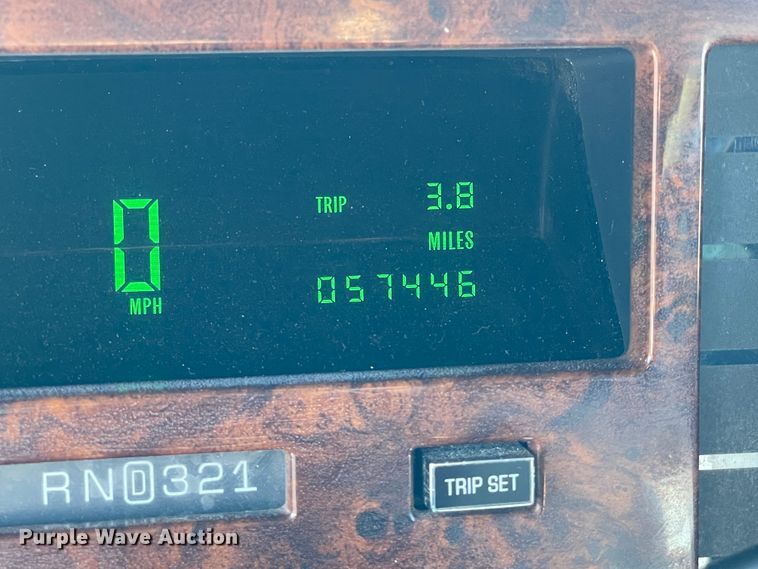 TRIP 3.8
MILES
0
MPH
057446
RND321
TRIP SET
Purple Wave Auction